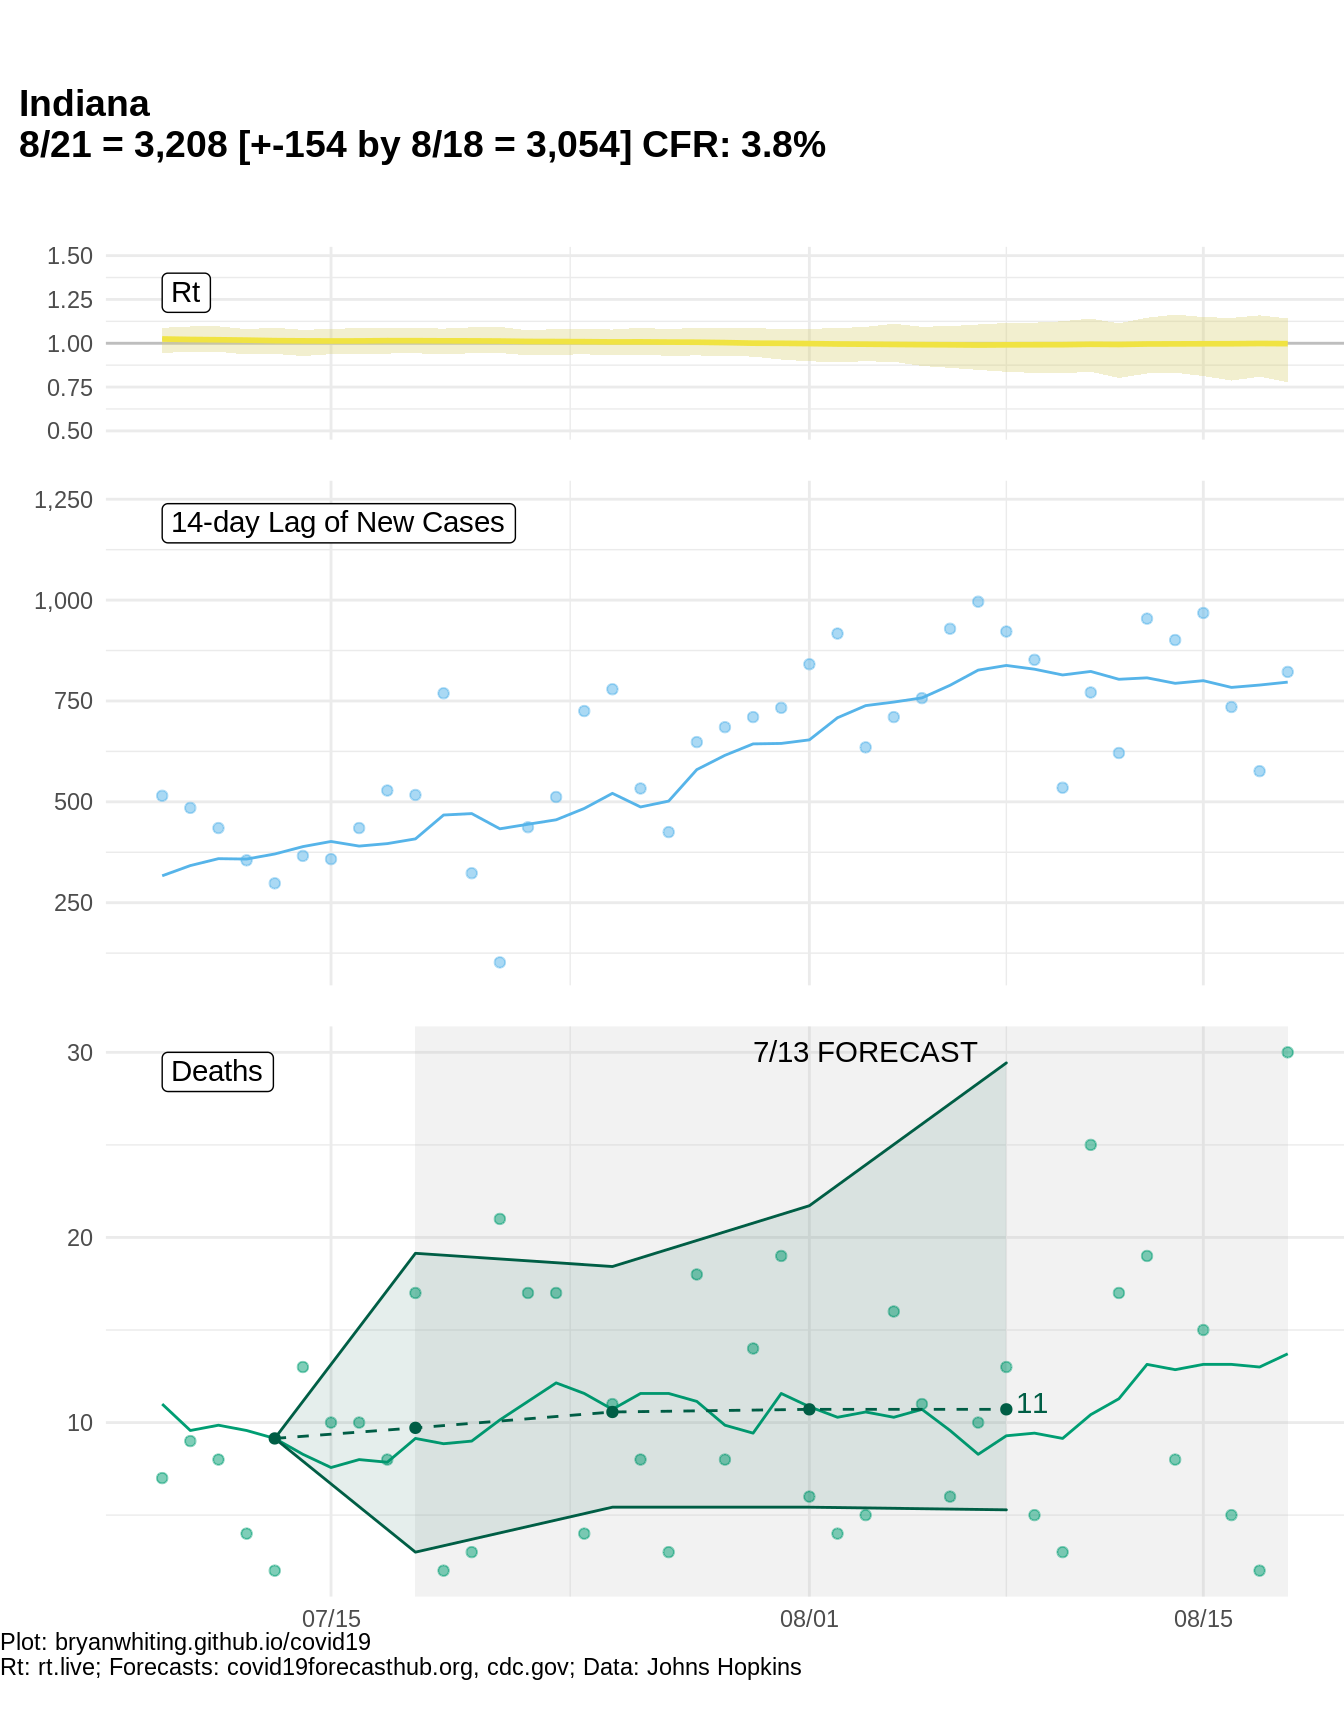 Indiana
8/21 = 3,208 [+-154 by 8/18 = 3,054] CFR: 3.8%
1.50
Rt
1.25
1.00
0.75
0.50
1,250
14-day Lag of New Cases
1,000
750
500
250
30
7/13 FORECAST
Deaths
20
11
10
07/15 08/01 08/15
Plot: bryanwhiting.github.io/covid19
Rt: rt.live; Forecasts: covid19forecasthub.org, cdc.gov; Data: Johns Hopkins